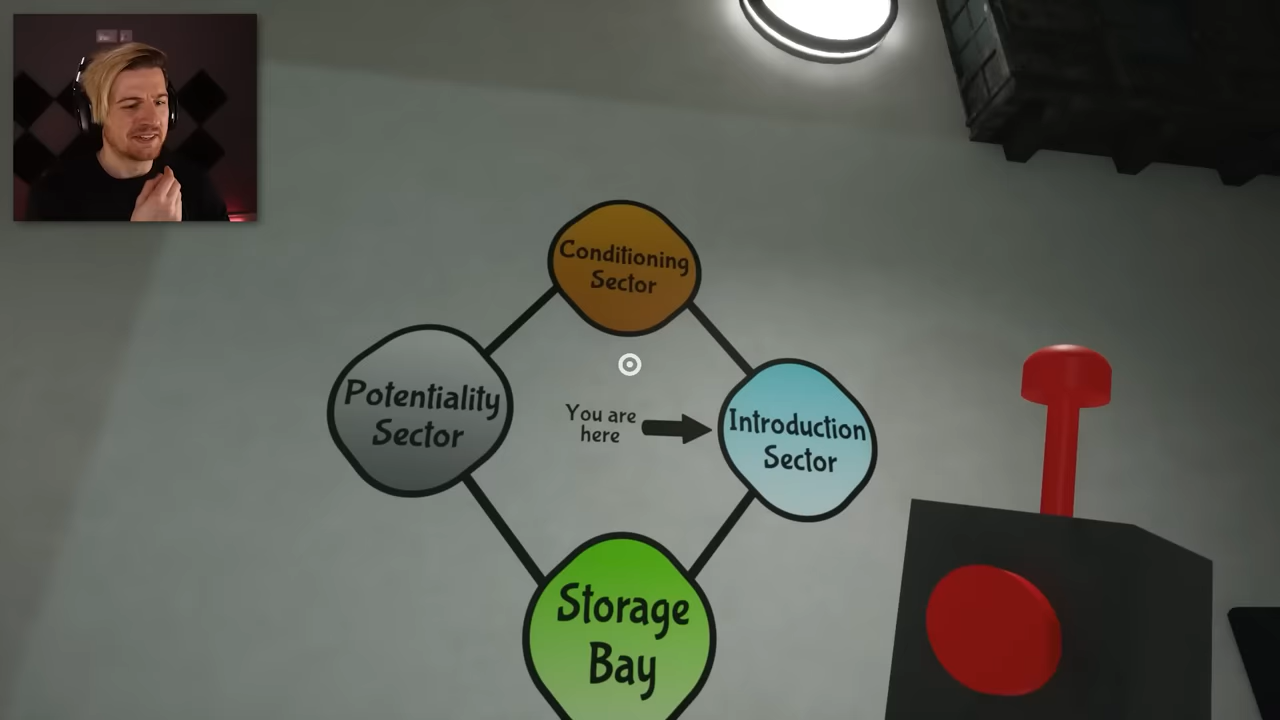 Conditioning
Sector
Potentiality
Sector
You are
here
Introduction
Sector
Storage
Bay